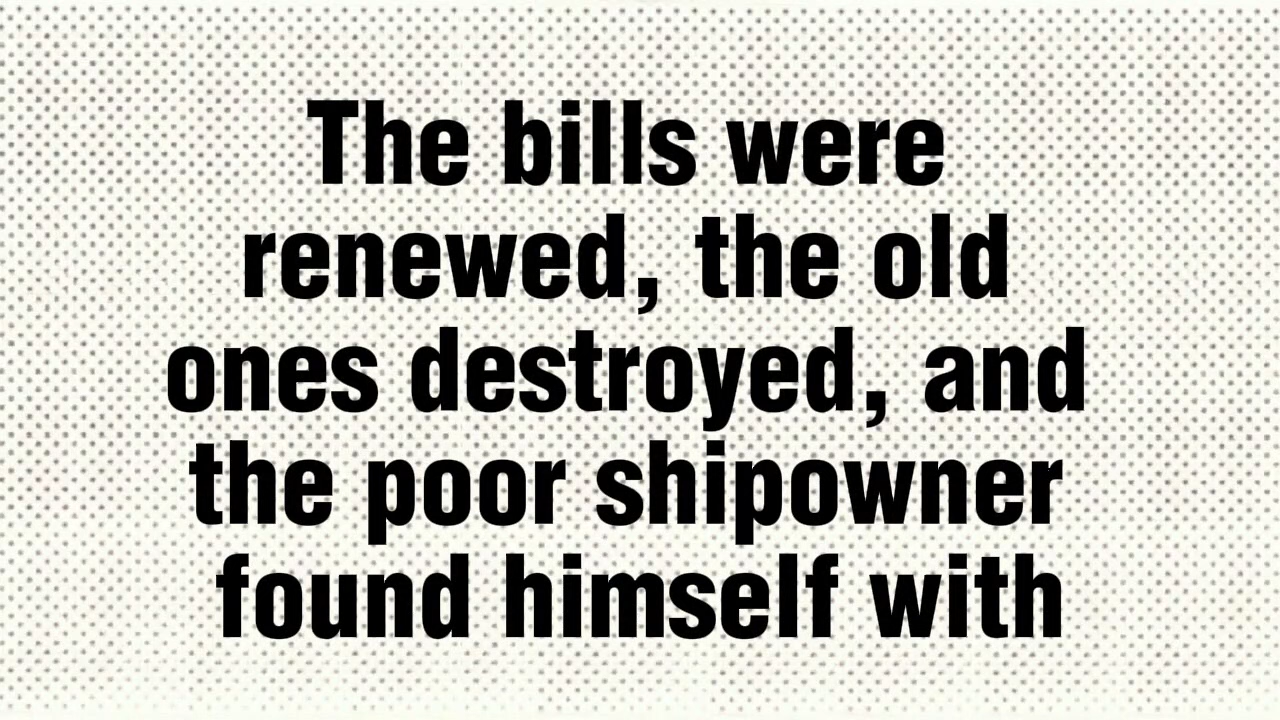 The bills were
renewed, the old
ones destroyed, and
the poor shipowner
found himself with